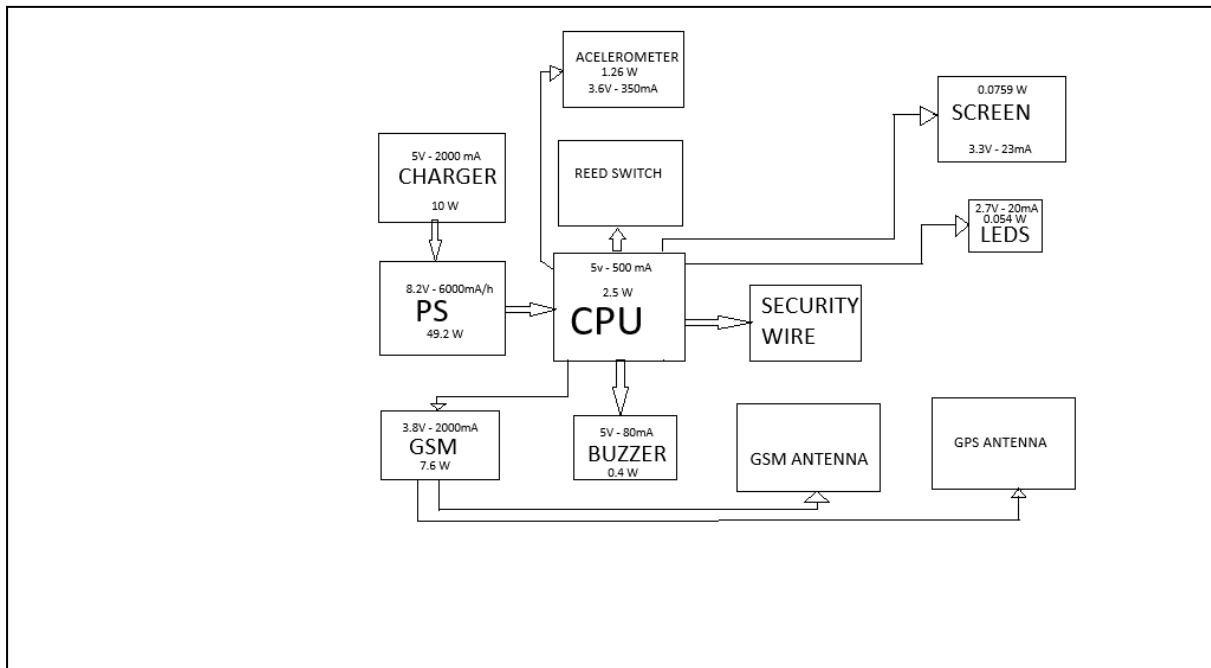 ACELEROMETER
1.26 W
3.6V - 350mA
0.0759 W
SCREEN
3.3V - 23mA
5V - 2000 mA
CHARGER
10 W
REED SWITCH
2.7V - 20mA
0.054 W
LEDS
8.2V - 6000mA/h
PS
49.2 W
5v - 500 mA
2.5 W
CPU
SECURITY
WIRE
3.8V - 2000mA
GSM
7.6 W
5V - 80mA
BUZZER
0.4 W
GSM ANTENNA
GPS ANTENNA